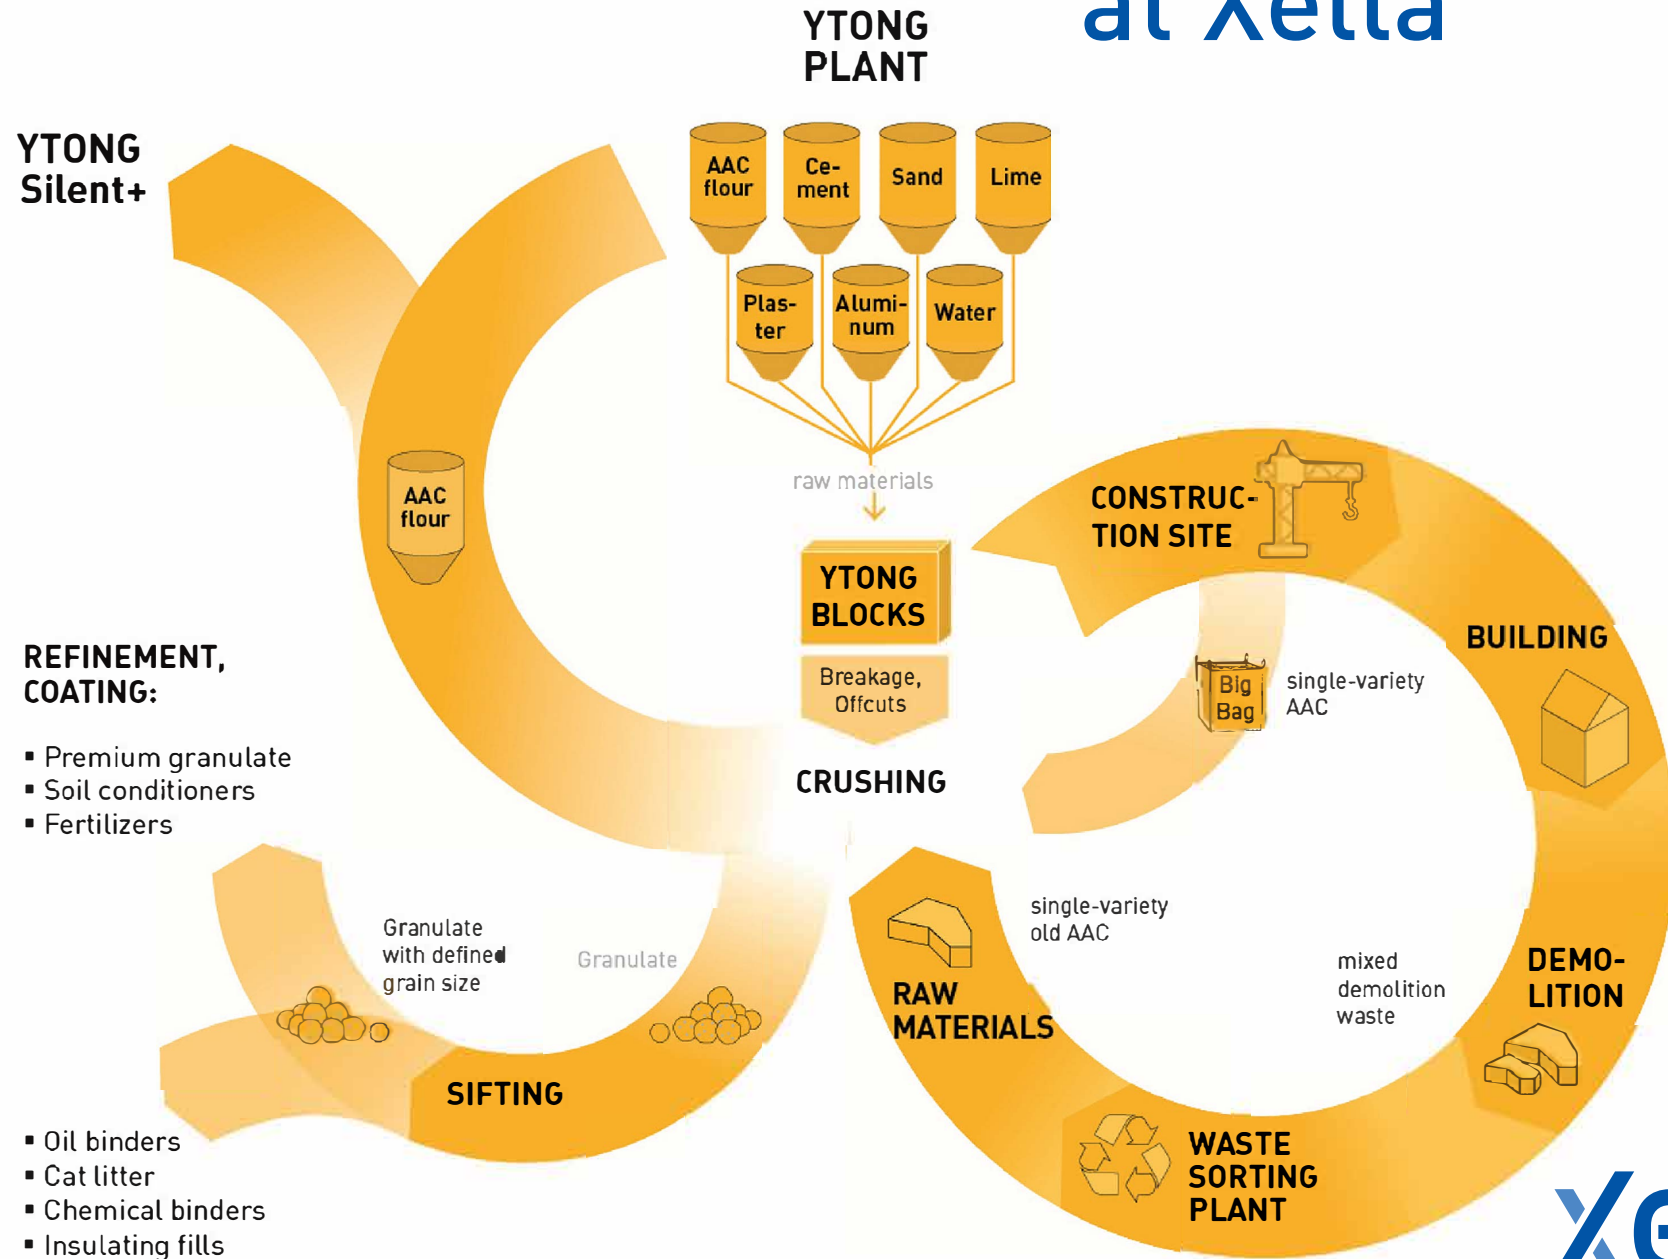 at Xella
YTONG
PLANT
YTONG
Silent+
AAC
flour
Ce-
ment
Sand
Lime
Plas-
ter
Alumi-
num
Water
raw materials
AAC
flour
YTONG
BLOCKS
Breakage,
Offcuts
CRUSHING
CONSTRUC-
TION SITE
BUILDING
Big
Bag
single-variety
AAC
REFINEMENT,
COATING:
▪ Premium granulate
▪ Soil conditioners
▪ Fertilizers
Granulate
with defined
grain size
Granulate
single-variety
old AAC
RAW
MATERIALS
mixed
demolition
waste
DEMO-
LITION
SIFTING
WASTE
SORTING
PLANT
▪ Oil binders
▪ Cat litter
▪ Chemical binders
▪ Insulating fills